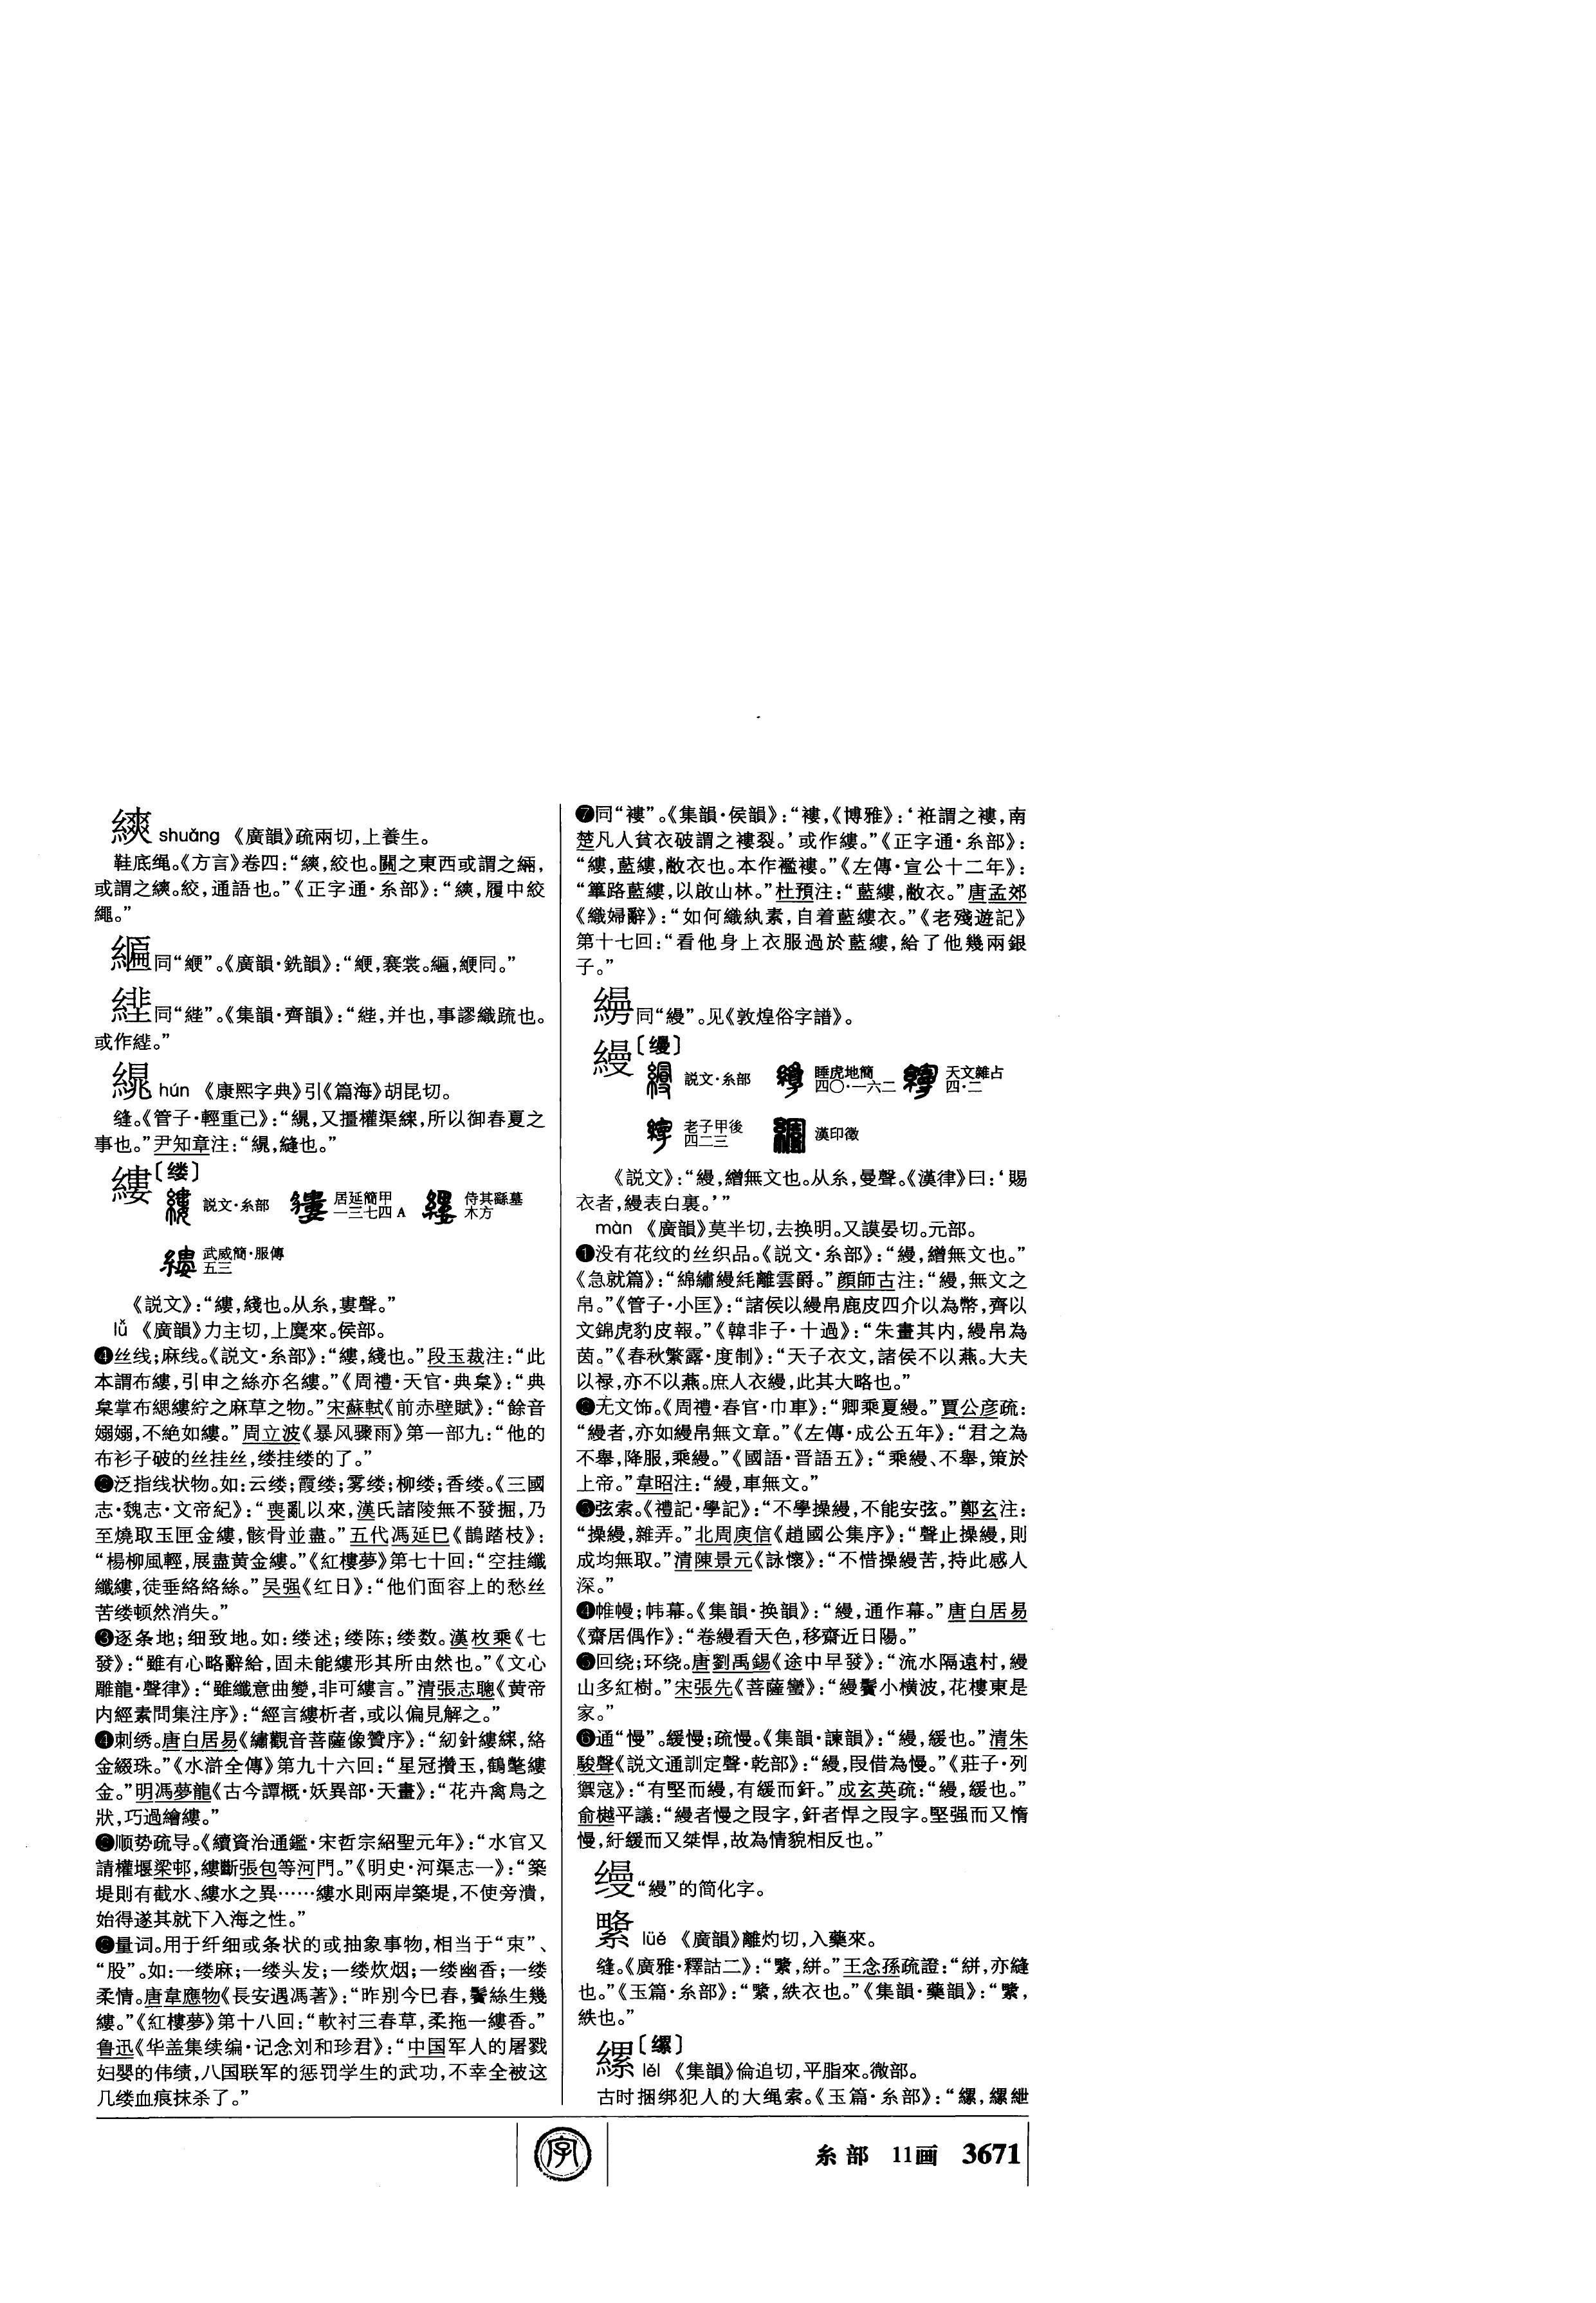 䌮 shuǎng 《廣韻》疏兩切，上養生。
鞋底绳。《方言》卷四：“䌮，絞也。關之東西或謂之緉，
或謂之䌮。絞，通語也。”《正字通·糸部》：“䌮，履中絞
繩。”
同“緶”。《廣韻·銑韻》：“緶，褰裳。緶同。”
同“㙄”。《集韻·齊韻》：“并也，事謬織疏也。
或作。”
hún 《康熙字典》引《篇海》胡昆切。
缝。《管子·輕重己》：“又橿權渠䌈，所以御春夏之
事也。”尹知章注：“縫也。”
縷〔缕〕
説文·糸部 居延簡甲
一三七四A 侍其繇墓
木方
武威簡·服傳
五三
《説文》：“縷，綫也。从糸，婁聲。”
lǚ 《廣韻》力主切，上麌來。侯部。
❶丝线；麻线。《説文·糸部》：“縷，綫也。”段玉裁注：“此
本謂布縷，引申之絲亦名縷。”《周禮·天官·典枲》：“典
枲掌布緦縷紵之麻草之物。”宋蘇軾《前赤壁賦》：“餘音
嫋嫋，不絶如縷。”周立波《暴风骤雨》第一部九：“他的
布衫子破的丝挂丝，缕挂缕的了。”
❷泛指线状物。如：云缕；霞缕；雾缕；柳缕；香缕。《三國
志·魏志·文帝紀》：“喪亂以來，漢氏諸陵無不發掘，乃
至燒取玉匣金縷，骸骨並盡。”五代馮延巳《鵲踏枝》：
“楊柳風輕，展盡黄金縷。”《紅樓夢》第七十回：“空挂纖
纖縷，徒垂絡絡絲。”吴强《红日》：“他们面容上的愁丝
苦缕顿然消失。”
❸逐条地；细致地。如：缕述；缕陈；缕数。漢枚乘《七
發》：“雖有心略辭給，固未能縷形其所由然也。”《文心
雕龍·聲律》：“雖纖意曲變，非可縷言。”清張志聰《黄帝
内經素問集注序》：“經言縷析者，或以偏見解之。”
❹刺绣。唐白居易《繡觀音菩薩像贊序》：“紉針縷綵，絡
金綴珠。”《水滸全傳》第九十六回：“星冠攢玉，鶴氅縷
金。”明馮夢龍《古今譚概·妖異部·天畫》：“花卉禽鳥之
狀，巧過繪縷。”
顺势疏导。《續資治通鑑·宋哲宗紹聖元年》：“水官又
請權堰梁邨，縷斷張包等河門。”《明史·河渠志一》：“築
堤則有截水、縷水之異……縷水則兩岸築堤，不使旁潰，
始得遂其就下入海之性。”
量词。用于纤细或条状的或抽象事物，相当于“束”、
“股”。如：一缕麻；一缕头发；一缕炊烟；一缕幽香；一缕
柔情。唐韋應物《長安遇馮著》：“昨别今已春，鬢絲生幾
縷。”《紅樓夢》第十八回：“軟衬三春草，柔拖一縷香。”
鲁迅《华盖集续编·记念刘和珍君》：“中国军人的屠戮
妇婴的伟绩，八国联军的惩罚学生的武功，不幸全被这
几缕血痕抹杀了。”
❼同“褸”。《集韻·侯韻》：“褸，《博雅》：‘袵謂之褸，南
楚凡人貧衣破謂之褸裂。’或作縷。”《正字通·糸部》：
“縷，藍縷，敝衣也。本作襤褸。”《左傳·宣公十二年》：
“篳路藍縷，以啟山林。”杜預注：“藍縷，敝衣。”唐孟郊
《織婦辭》：“如何織紈素，自着藍縷衣。”《老殘遊記》
第十七回：“看他身上衣服過於藍縷，給了他幾兩銀
子。”
同“縵”。见《敦煌俗字譜》。
縵〔缦〕
説文·糸部 睡虎地簡
四〇·一六二 天文雜占
四·二
老子甲後
四二三 漢印徵
《説文》：“縵，繒無文也。从糸，曼聲。《漢律》曰：‘賜
衣者，縵表白裏。’”
màn 《廣韻》莫半切，去换明。又謨晏切。元部。
❶没有花纹的丝织品。《説文·糸部》：“縵，繒無文也。”
《急就篇》：“綿繡縵𦀖離雲爵。”顔師古注：“縵，無文之
帛。”《管子·小匡》：“諸侯以縵帛鹿皮四介以為幣，齊以
文錦虎豹皮報。”《韓非子·十過》：“朱畫其内，縵帛為
茵。”《春秋繁露·度制》：“天子衣文，諸侯不以燕。大夫
以禄，亦不以燕。庶人衣縵，此其大略也。”
❷无文饰。《周禮·春官·巾車》：“卿乘夏縵。”賈公彦疏：
“縵者，亦如縵帛無文章。”《左傳·成公五年》：“君之為
不舉，降服，乘縵。”《國語·晋語五》：“乘縵、不舉，策於
上帝。”韋昭注：“縵，車無文。”
弦索。《禮記·學記》：“不學操縵，不能安弦。”鄭玄注：
“操縵，雜弄。”北周庾信《趙國公集序》：“聲止操縵，則
成均無取。”清陳景元《詠懷》：“不惜操縵苦，持此感人
深。”
❹帷幔；帏幕。《集韻·换韻》：“縵，通作幕。”唐白居易
《齋居偶作》：“卷縵看天色，移齋近日陽。”
❺回绕；环绕。唐劉禹錫《途中早發》：“流水隔遠村，縵
山多紅樹。”宋張先《菩薩蠻》：“縵鬟小横波，花樓東是
家。”
❻通“慢”。缓慢；疏慢。《集韻·諫韻》：“縵，緩也。”清朱
駿聲《説文通訓定聲·乾部》：“縵，叚借為慢。”《莊子·列
禦寇》：“有堅而縵，有緩而釬。”成玄英疏：“縵，緩也。”
俞樾平議：“縵者慢之叚字，釬者悍之叚字。堅强而又惰
慢，紆緩而又桀悍，故為情貌相反也。”
缦“縵”的简化字。
䌎 lüě 《廣韻》離灼切，入藥來。
缝。《廣雅·釋詁二》：“絣。”王念孫疏證：“絣，亦縫
也。”《玉篇·糸部》：“紩衣也。”《集韻·藥韻》：“
紩也。”
縲〔缧〕
léi 《集韻》倫追切，平脂來。微部。
古时捆绑犯人的大绳索。《玉篇·糸部》：“縲，縲紲
糸部 11画 3671